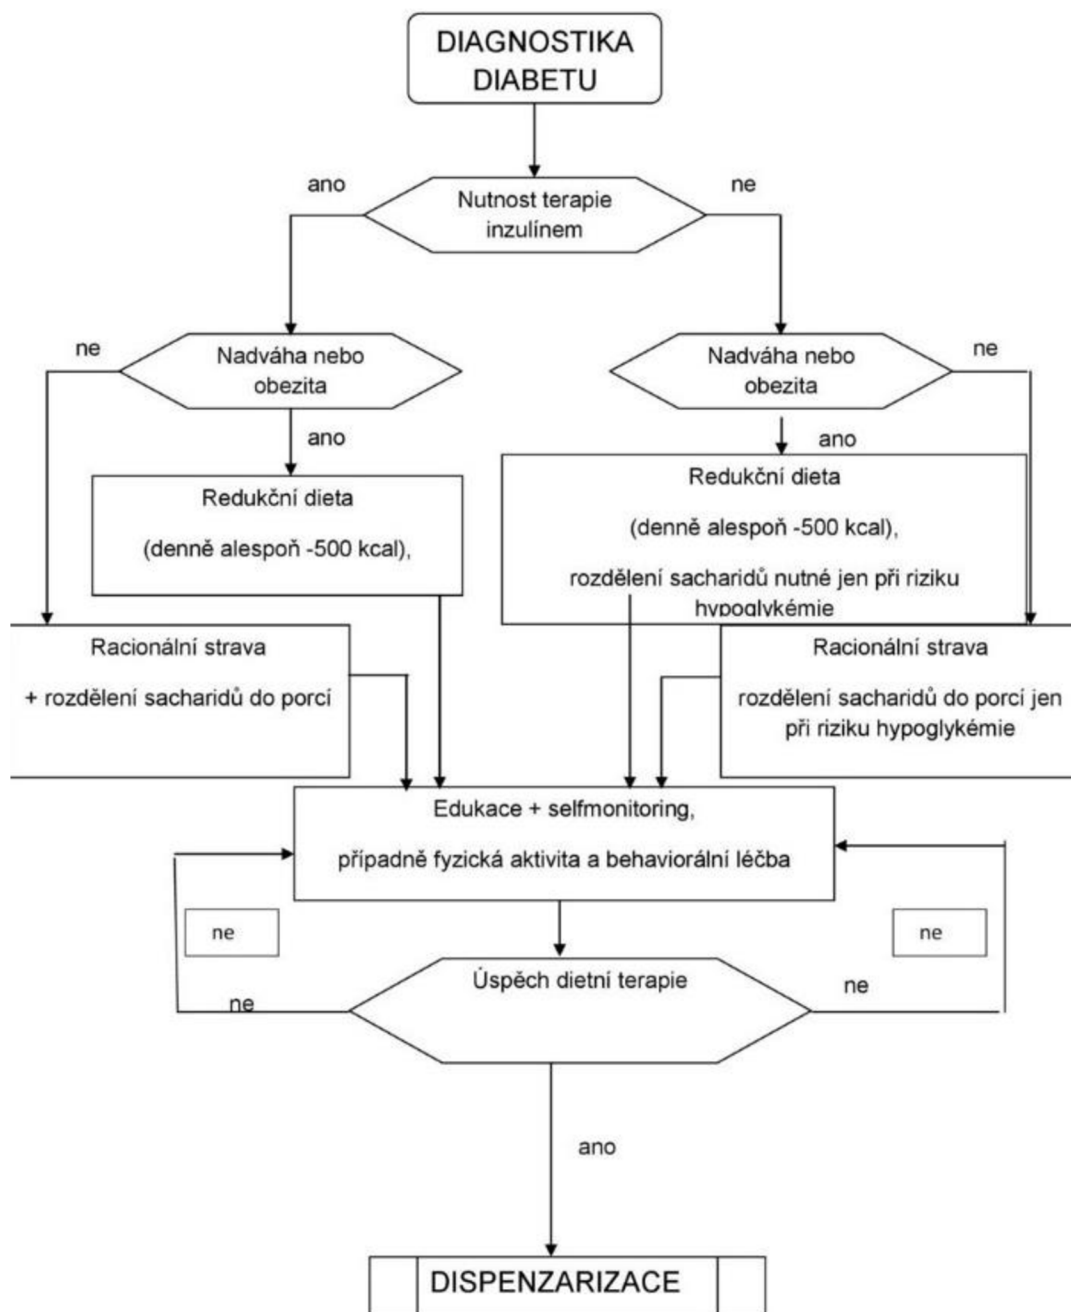 DIAGNOSTIKA
DIABETU
ano
ne
Nutnost terapie
inzulínem
ne
Nadváha nebo
obezita
Nadváha nebo
obezita
ne
ano
ano
Redukční dieta
(denně alespoň -500 kcal),
Redukční dieta
(denně alespoň -500 kcal),
rozdělení sacharidů nutné jen při riziku
hypoglykémie
Racionální strava
+ rozdělení sacharidů do porcí
Racionální strava
rozdělení sacharidů do porcí jen
při riziku hypoglykémie
Edukace + selfmonitoring,
případně fyzická aktivita a behaviorální léčba
ne
ne
Úspěch dietní terapie
ne
ne
ano
DISPENZARIZACE